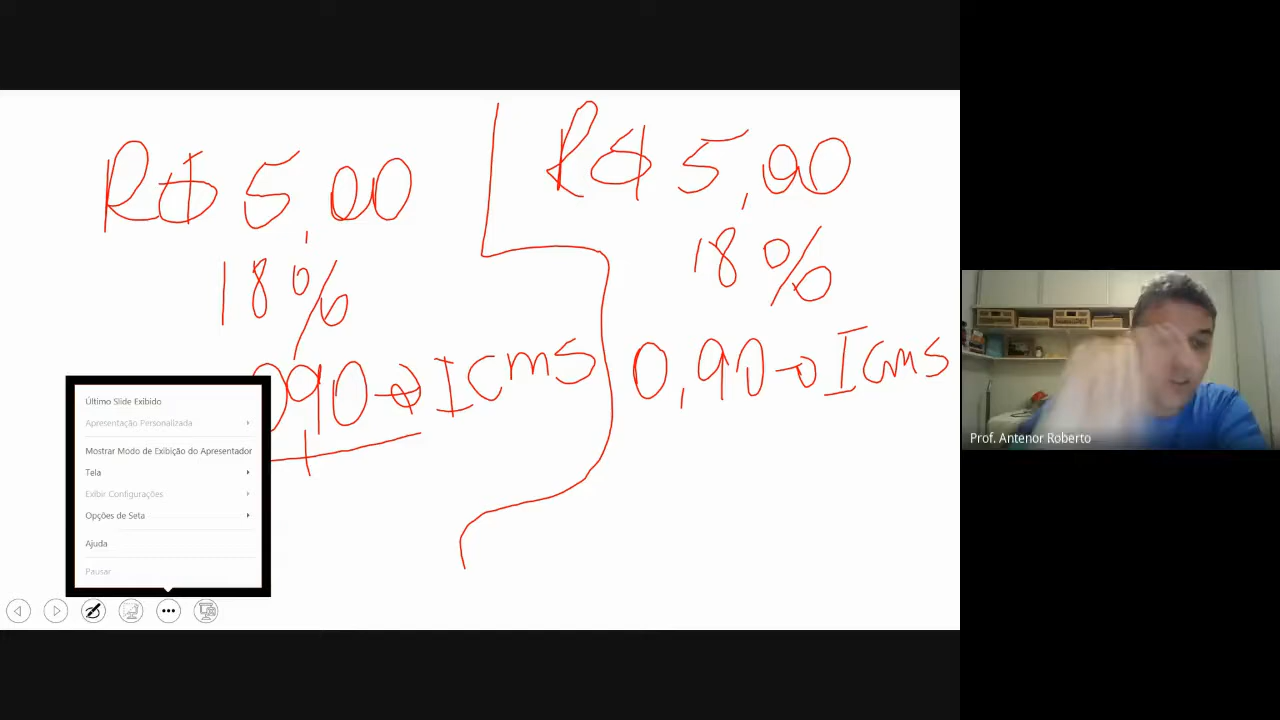 R$ 5,00
18%
0,90 → Icms
R$ 5,00
18%
0,90 → Icms
Último Slide Exibido
Apresentação Personalizada
Mostrar Modo de Exibição do Apresentador
Tela
Exibir Configurações
Opções de Seta
Ajuda
Pausar
Prof. Antenor Roberto